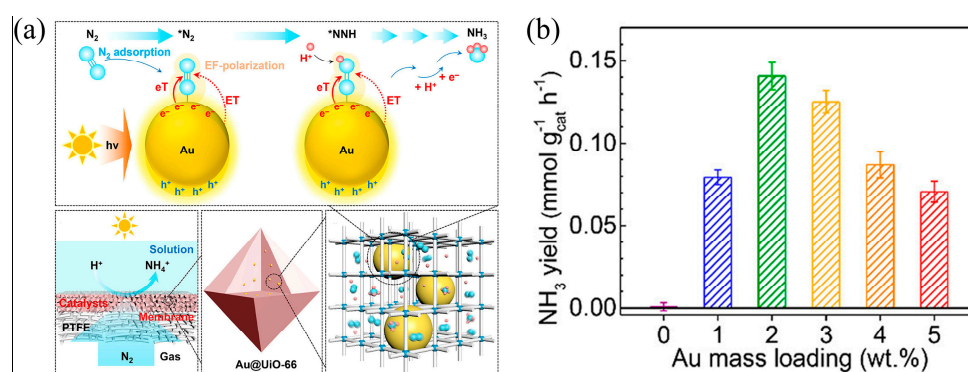 (a)
N₂
*N₂
*NNH
NH₃
N₂ adsorption
EF-polarization
H⁺
eT
ET
eT
ET
+ e⁻
+ H⁺
e⁻ e⁻ e⁻ e⁻
e⁻ e⁻ e⁻ e⁻
hν
Au
Au
h⁺ h⁺ h⁺ h⁺
h⁺ h⁺ h⁺ h⁺
Solution
H⁺
NH₄⁺
Catalysts
Membrane
PTFE
N₂
Gas
Au@UiO-66
(b)
NH₃ yield (mmol g⁻¹cat h⁻¹)
0.15
0.10
0.05
0.00
0 1 2 3 4 5
Au mass loading (wt.%)